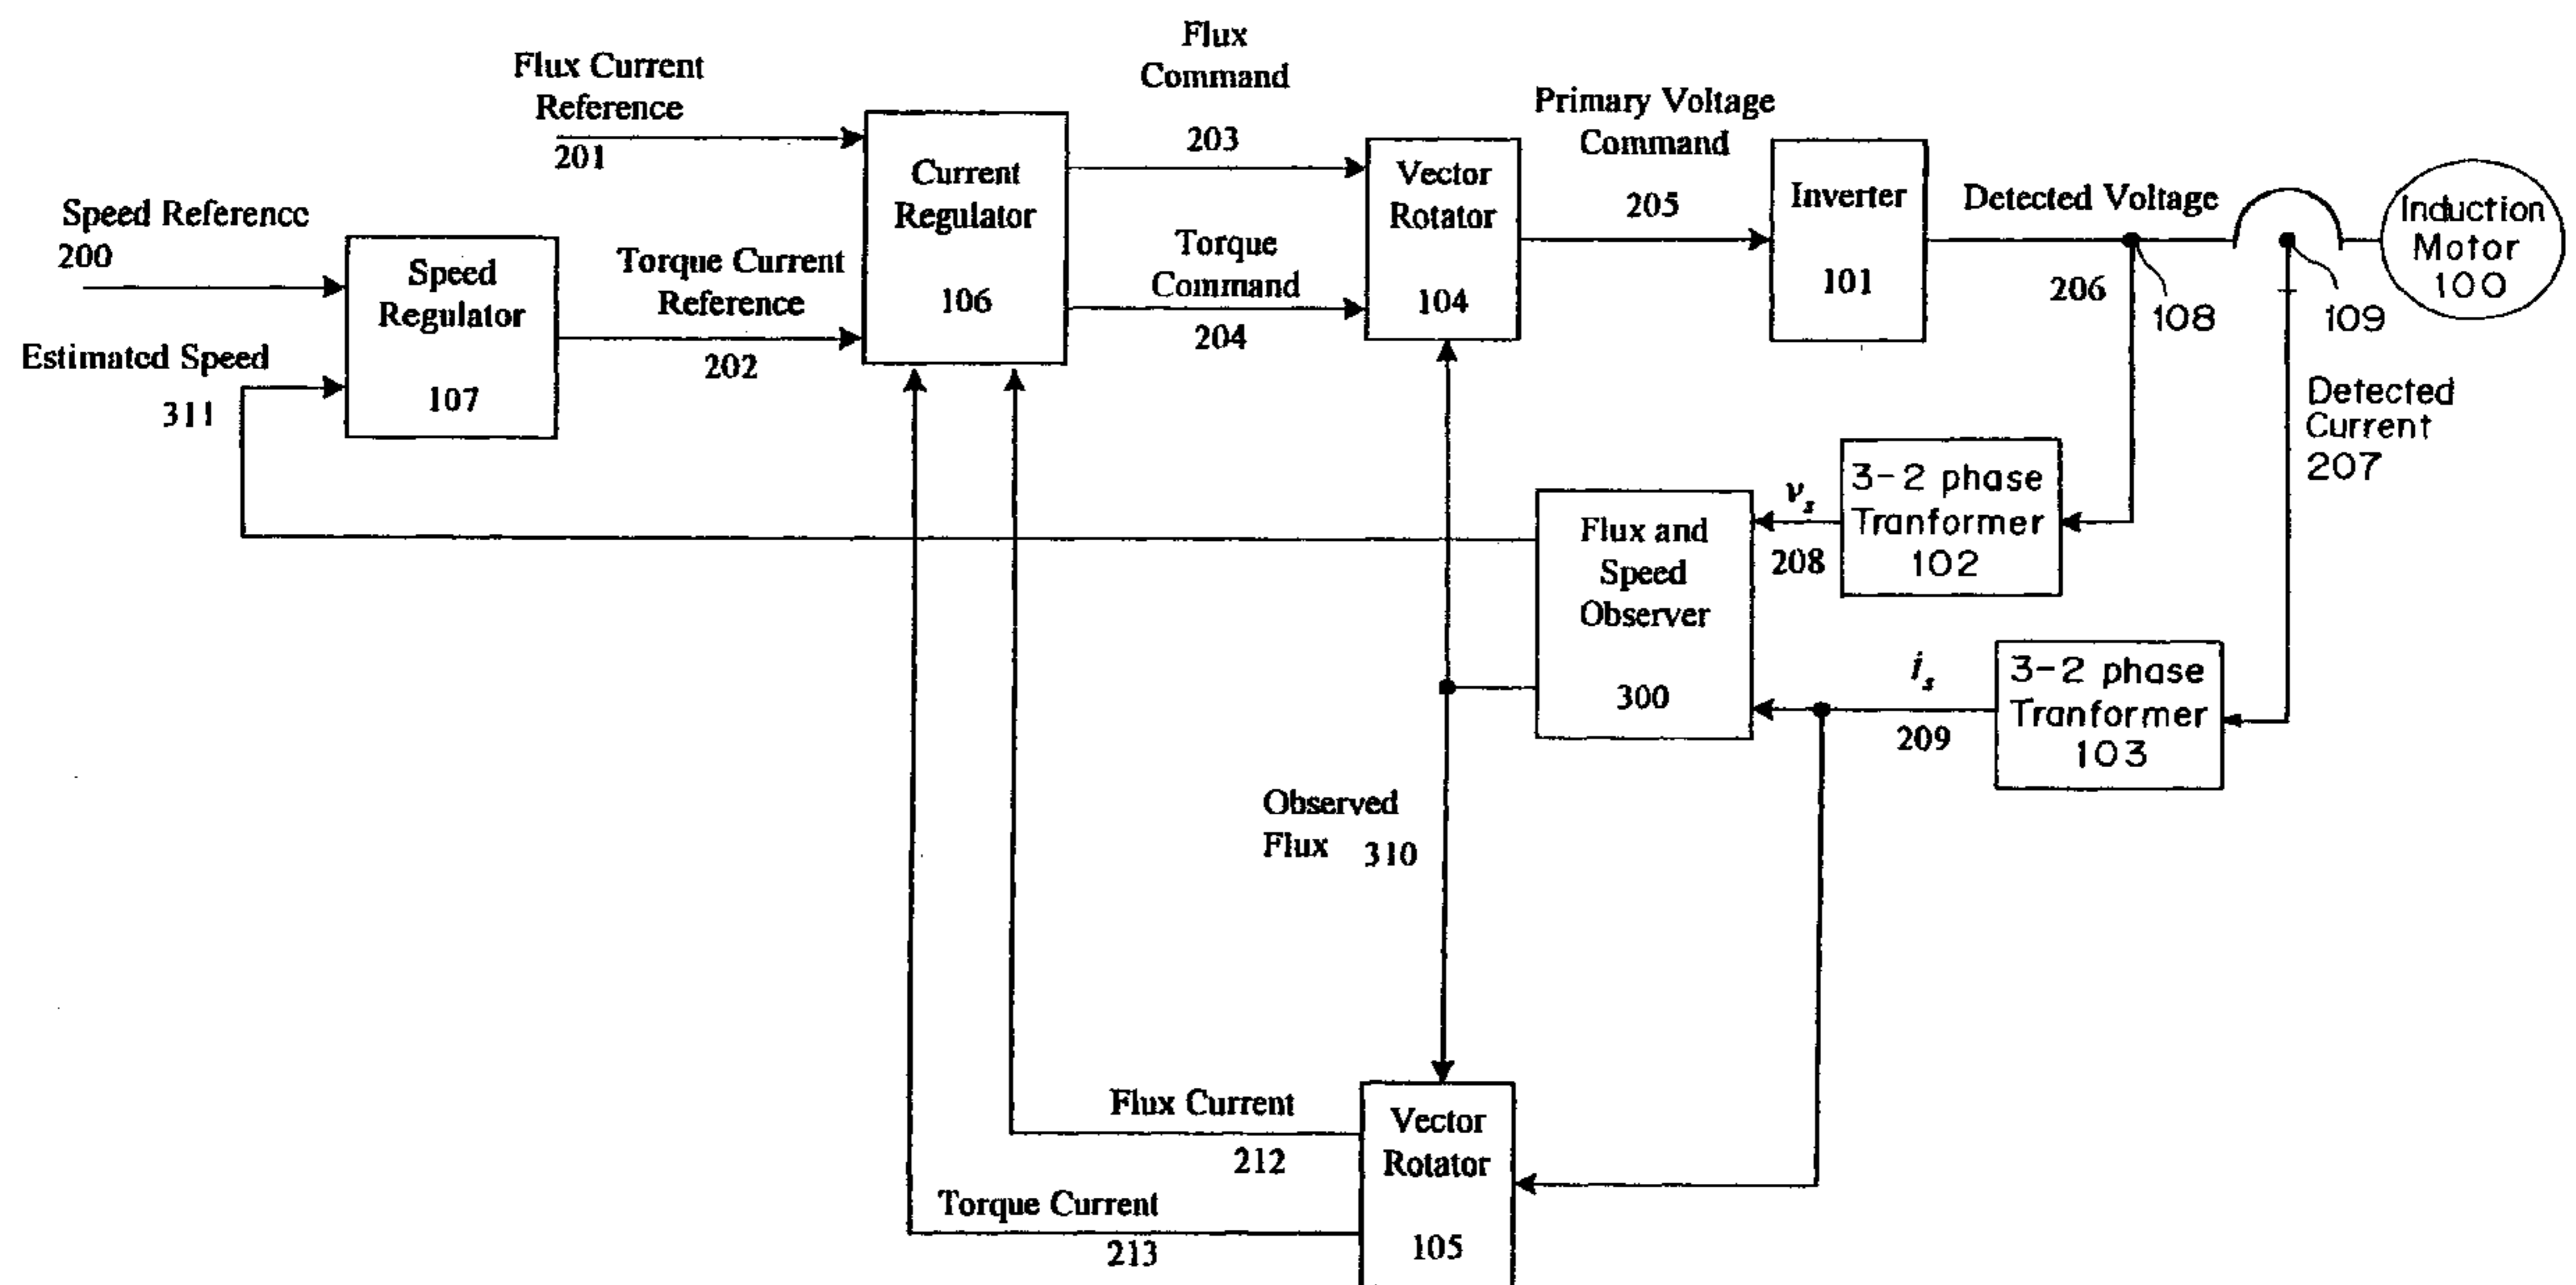 Flux
Command
Flux Current
Reference
201
203
Primary Voltage
Command
205
Speed Reference
200
Estimated Speed
311
Speed
Regulator
107
Torque Current
Reference
202
Current
Regulator
106
Torque
Command
204
Vector
Rotator
104
Inverter
101
Detected Voltage
206
108
109
Induction
Motor
100
Detected
Current
207
3-2 phase
Tranformer
102
νs
208
Flux and
Speed
Observer
300
is
209
3-2 phase
Tranformer
103
Observed
Flux 310
Flux Current
212
Torque Current
213
Vector
Rotator
105